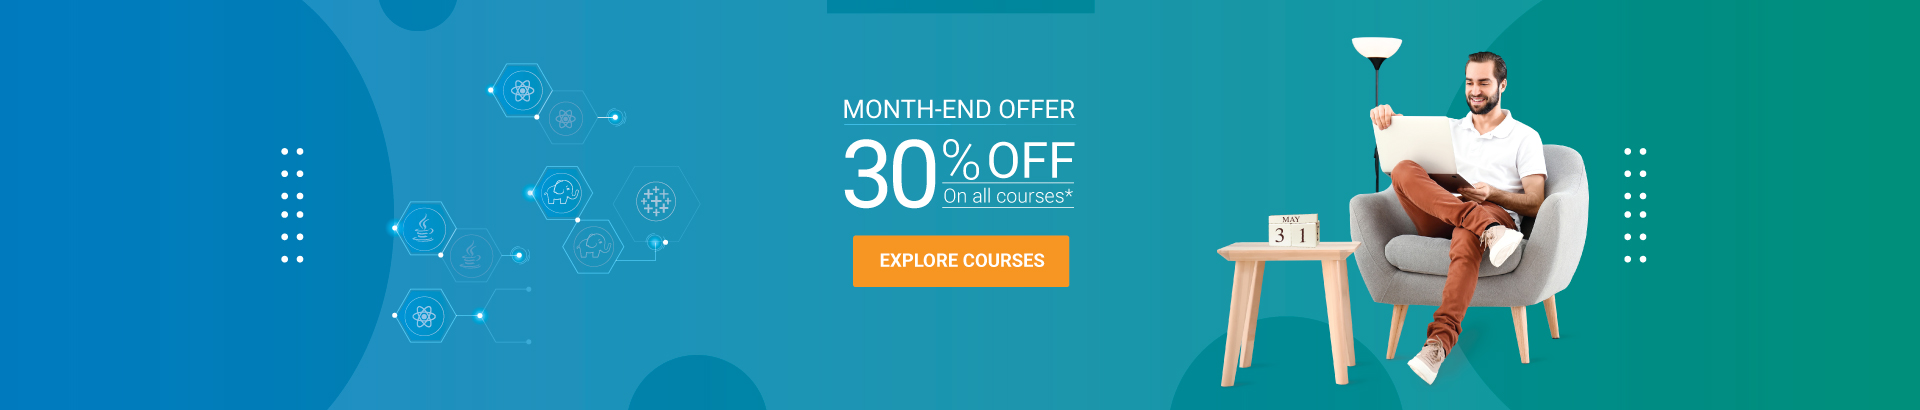 MONTH-END OFFER
30% OFF
On all courses*
EXPLORE COURSES
MAY
3 1